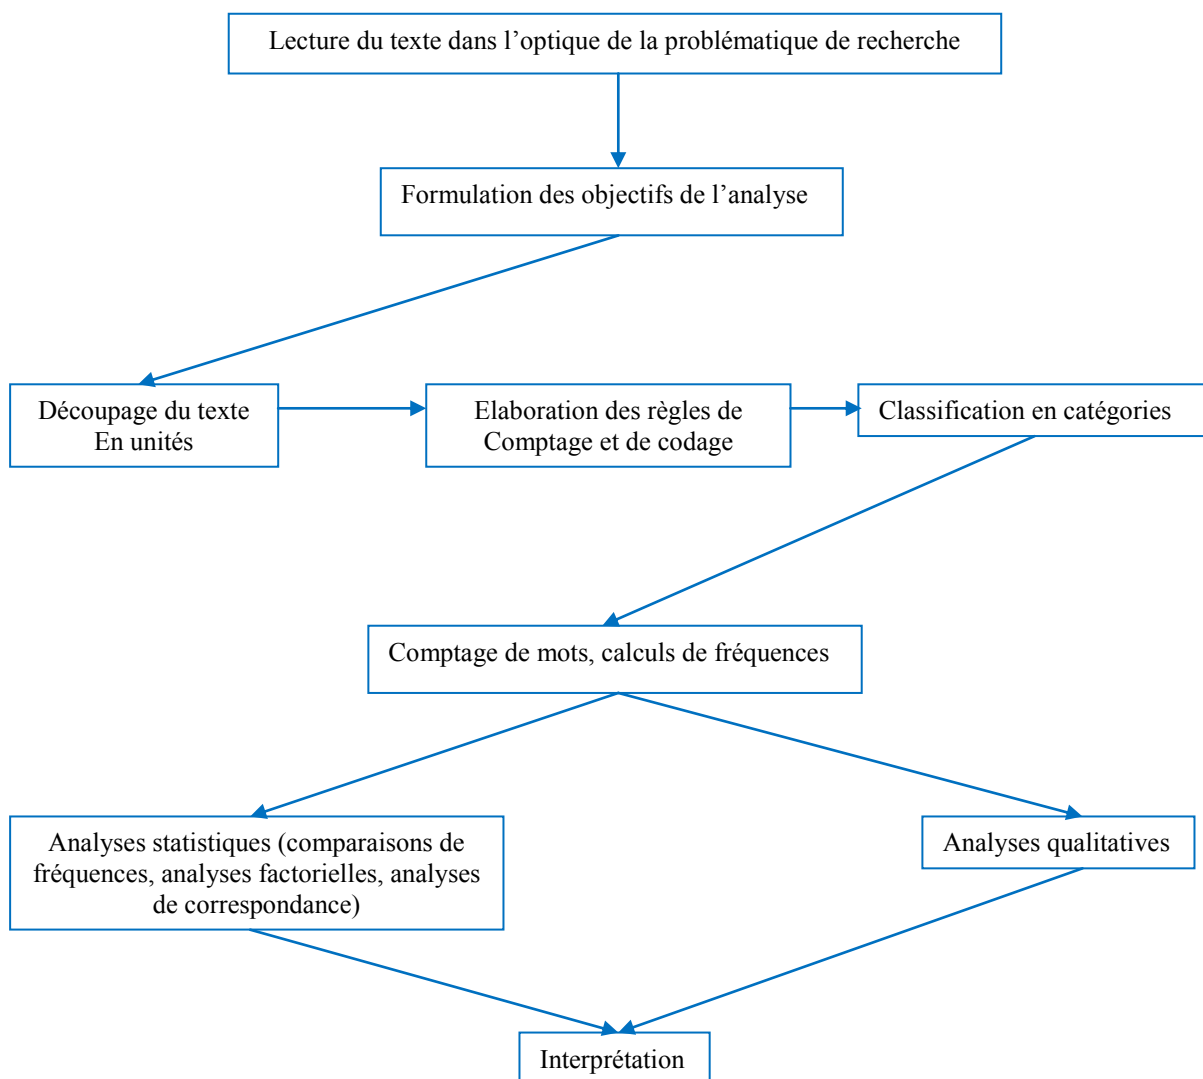 Lecture du texte dans l’optique de la problématique de recherche
Formulation des objectifs de l’analyse
Découpage du texte
En unités
Elaboration des règles de
Comptage et de codage
Classification en catégories
Comptage de mots, calculs de fréquences
Analyses statistiques (comparaisons de
fréquences, analyses factorielles, analyses
de correspondance)
Analyses qualitatives
Interprétation